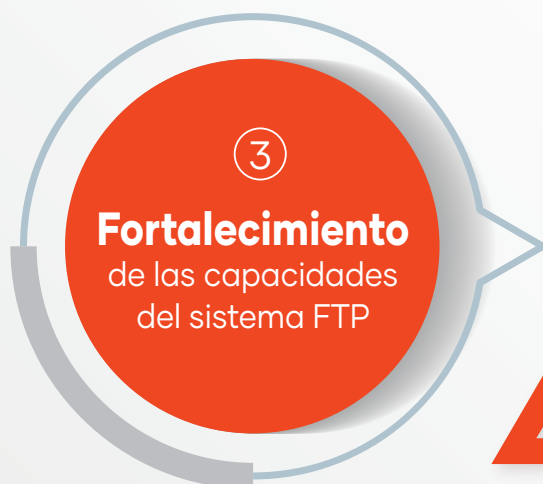 3
Fortalecimiento
de las capacidades
del sistema FTP